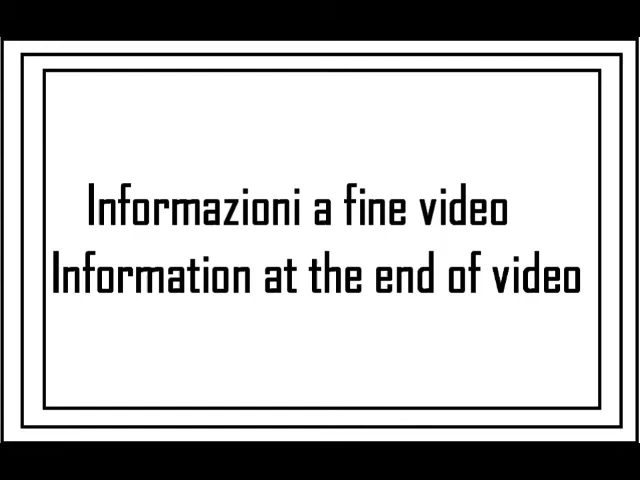 Informazioni a fine video
Information at the end of video